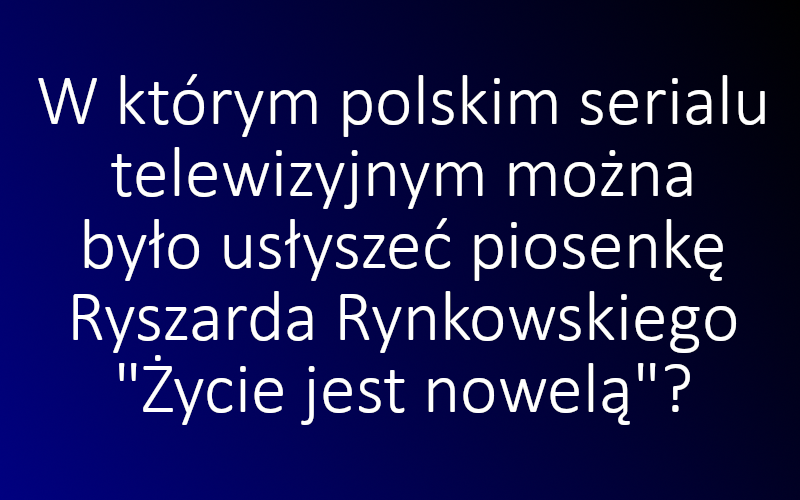 W którym polskim serialu
telewizyjnym można
było usłyszeć piosenkę
Ryszarda Rynkowskiego
"Życie jest nowelą"?